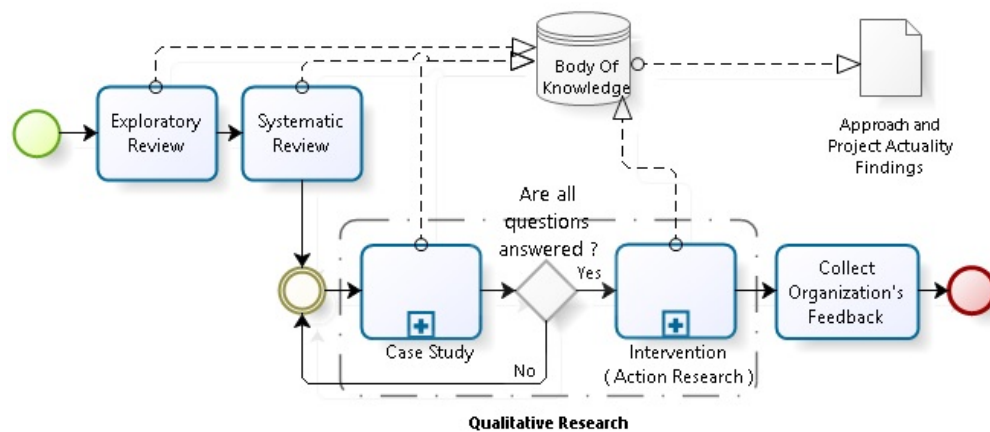 Exploratory
Review
Systematic
Review
Body Of
Knowledge
Approach and
Project Actuality
Findings
Are all
questions
answered ?
Yes
No
Case Study
Intervention
( Action Research )
Collect
Organization's
Feedback
Qualitative Research